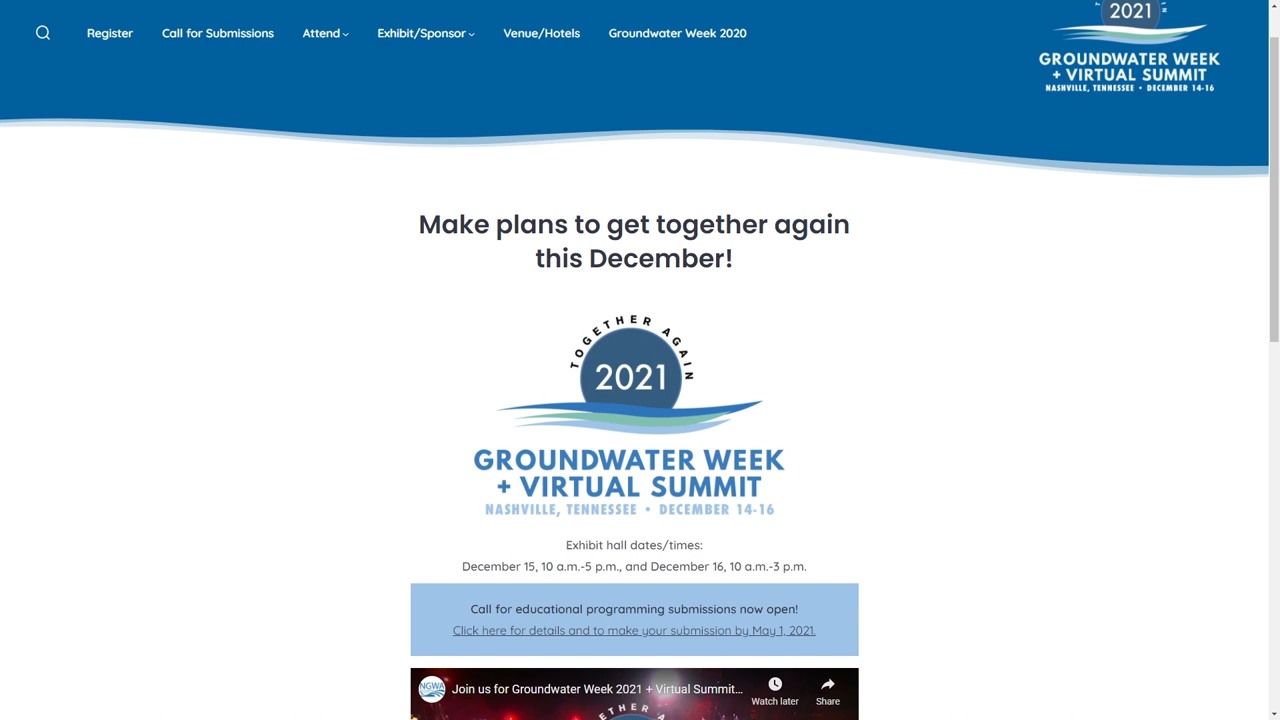 Register
Call for Submissions
Attend
Exhibit/Sponsor
Venue/Hotels
Groundwater Week 2020
2021
GROUNDWATER WEEK
+ VIRTUAL SUMMIT
NASHVILLE, TENNESSEE • DECEMBER 14-16
Make plans to get together again
this December!
TOGETHER AGAIN
2021
GROUNDWATER WEEK
+ VIRTUAL SUMMIT
NASHVILLE, TENNESSEE • DECEMBER 14-16
Exhibit hall dates/times:
December 15, 10 a.m.-5 p.m., and December 16, 10 a.m.-3 p.m.
Call for educational programming submissions now open!
Click here for details and to make your submission by May 1, 2021.
NGWA
Join us for Groundwater Week 2021 + Virtual Summit...
Watch later
Share